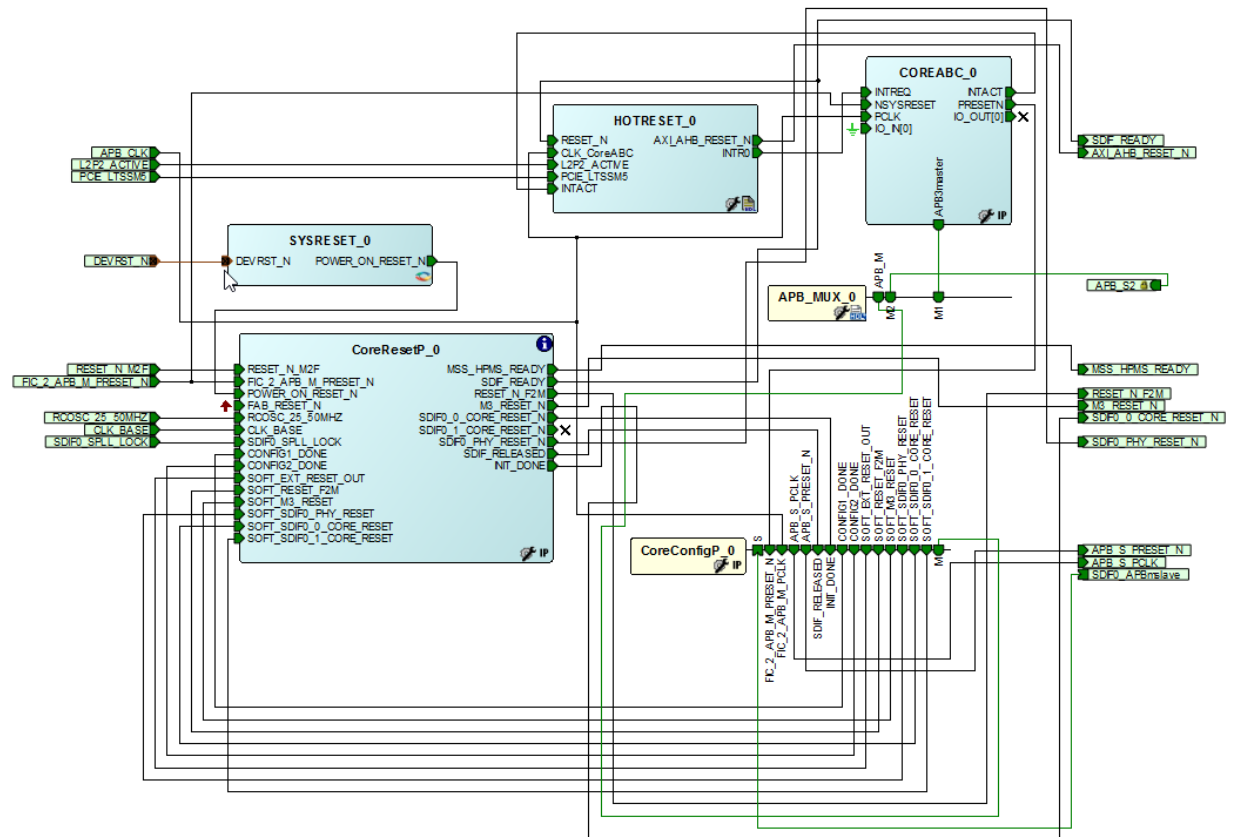 COREABC_0
INTREQ
NSYSRESET
PCLK
IO_IN[0]
INTACT
PRESETN
IO_OUT[0]
APB3master
IP
HOTRESET_0
RESET_N
CLK_CoreABC
L2P2_ACTIVE
PCIE_LTSSM5
INTACT
AXI_AHB_RESET_N
INTR0
SDIF_READY
AXI_AHB_RESET_N
APB_CLK
L2P2_ACTIVE
PCIE_LTSSM5
SYSRESET_0
DEVRST_N
POWER_ON_RESET_N
DEVRST_N
APB_MUX_0
APB_M
M2
M1
APB_S2
CoreResetP_0
RESET_N_M2F
FIC_2_APB_M_PRESET_N
POWER_ON_RESET_N
FAB_RESET_N
RCOSC_25_50MHZ
CLK_BASE
SDIF0_SPLL_LOCK
CONFIG1_DONE
CONFIG2_DONE
SOFT_EXT_RESET_OUT
SOFT_RESET_F2M
SOFT_M3_RESET
SOFT_SDIF0_PHY_RESET
SOFT_SDIF0_0_CORE_RESET
SOFT_SDIF0_1_CORE_RESET
MSS_HPMS_READY
SDIF_READY
RESET_N_F2M
M3_RESET_N
SDIF0_0_CORE_RESET_N
SDIF0_1_CORE_RESET_N
SDIF0_PHY_RESET_N
SDIF_RELEASED
INIT_DONE
IP
RESET_N_M2F
FIC_2_APB_M_PRESET_N
RCOSC_25_50MHZ
CLK_BASE
SDIF0_SPLL_LOCK
MSS_HPMS_READY
RESET_N_F2M
M3_RESET_N
SDIF0_0_CORE_RESET_N
SDIF0_PHY_RESET_N
CoreConfigP_0
IP
S
FIC_2_APB_M_PRESET_N
FIC_2_APB_M_PCLK
APB_S_PCLK
APB_S_PRESET_N
SDIF_RELEASED
INIT_DONE
CONFIG1_DONE
CONFIG2_DONE
SOFT_EXT_RESET_OUT
SOFT_RESET_F2M
SOFT_M3_RESET
SOFT_SDIF0_PHY_RESET
SOFT_SDIF0_0_CORE_RESET
SOFT_SDIF0_1_CORE_RESET
M
APB_S_PRESET_N
APB_S_PCLK
SDIF0_APBmslave